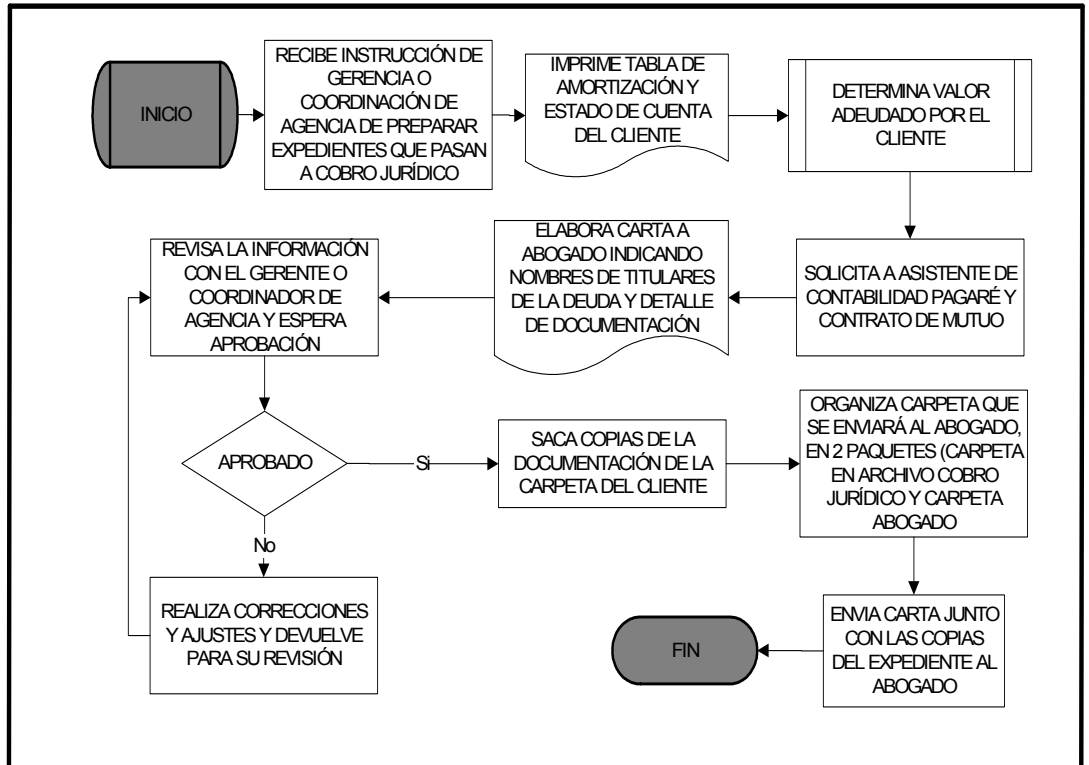 INICIO
RECIBE INSTRUCCIÓN DE
GERENCIA O
COORDINACIÓN DE
AGENCIA DE PREPARAR
EXPEDIENTES QUE PASAN
A COBRO JURÍDICO
IMPRIME TABLA DE
AMORTIZACIÓN Y
ESTADO DE CUENTA
DEL CLIENTE
DETERMINA VALOR
ADEUDADO POR EL
CLIENTE
SOLICITA A ASISTENTE DE
CONTABILIDAD PAGARÉ Y
CONTRATO DE MUTUO
ELABORA CARTA A
ABOGADO INDICANDO
NOMBRES DE TITULARES
DE LA DEUDA Y DETALLE
DE DOCUMENTACIÓN
REVISA LA INFORMACIÓN
CON EL GERENTE O
COORDINADOR DE
AGENCIA Y ESPERA
APROBACIÓN
APROBADO
Si
No
REALIZA CORRECCIONES
Y AJUSTES Y DEVUELVE
PARA SU REVISIÓN
SACA COPIAS DE LA
DOCUMENTACIÓN DE LA
CARPETA DEL CLIENTE
ORGANIZA CARPETA QUE
SE ENVIARÁ AL ABOGADO,
EN 2 PAQUETES (CARPETA
EN ARCHIVO COBRO
JURÍDICO Y CARPETA
ABOGADO
ENVIA CARTA JUNTO
CON LAS COPIAS
DEL EXPEDIENTE AL
ABOGADO
FIN